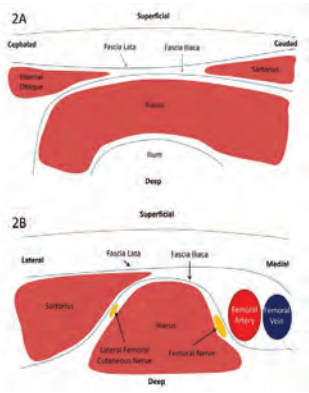 2A
Superficial
Cephalad
Caudad
Fascia Lata
Fascia Iliaca
Internal
Oblique
Sartorius
Iliacus
Ilium
Deep
2B
Superficial
Lateral
Fascia Lata
Fascia Iliaca
Medial
Sartorius
Iliacus
Femoral
Artery
Femoral
Vein
Lateral Femoral
Cutaneous Nerve
Femoral Nerve
Deep